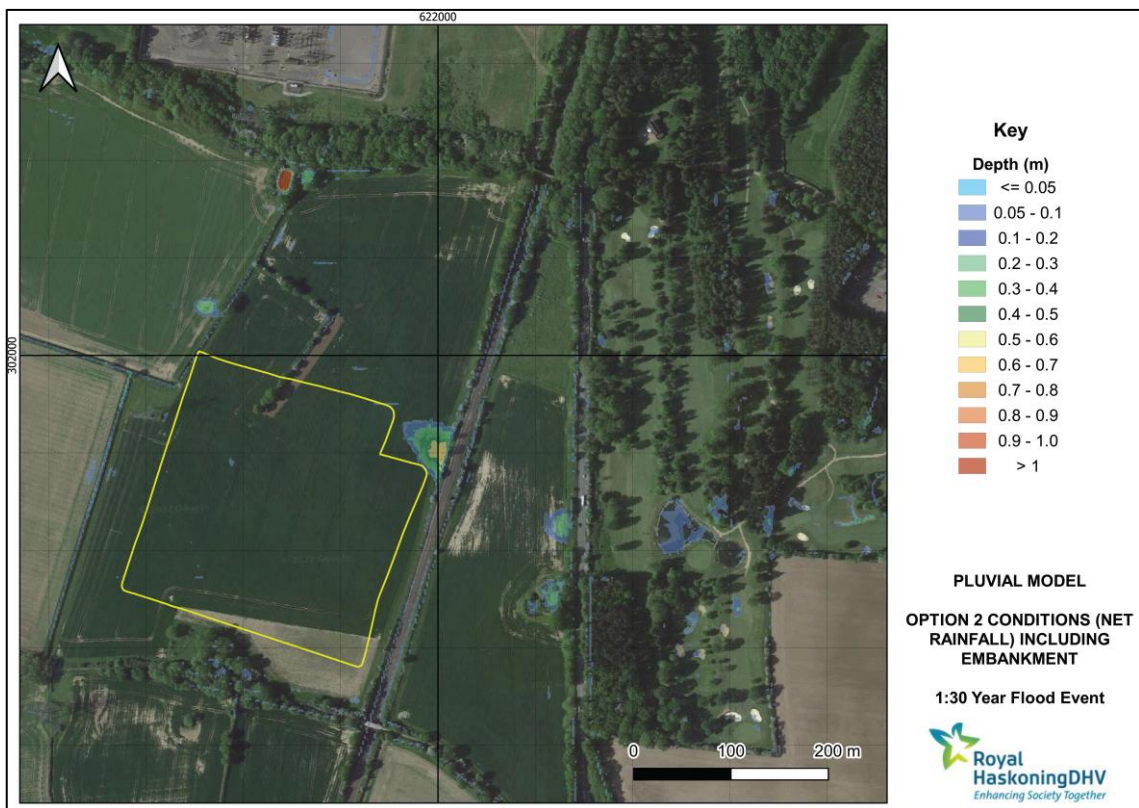 622000
302000
0 100 200 m
Key
Depth (m)
<= 0.05
0.05 - 0.1
0.1 - 0.2
0.2 - 0.3
0.3 - 0.4
0.4 - 0.5
0.5 - 0.6
0.6 - 0.7
0.7 - 0.8
0.8 - 0.9
0.9 - 1.0
> 1
PLUVIAL MODEL
OPTION 2 CONDITIONS (NET
RAINFALL) INCLUDING
EMBANKMENT
1:30 Year Flood Event
Royal
HaskoningDHV
Enhancing Society Together